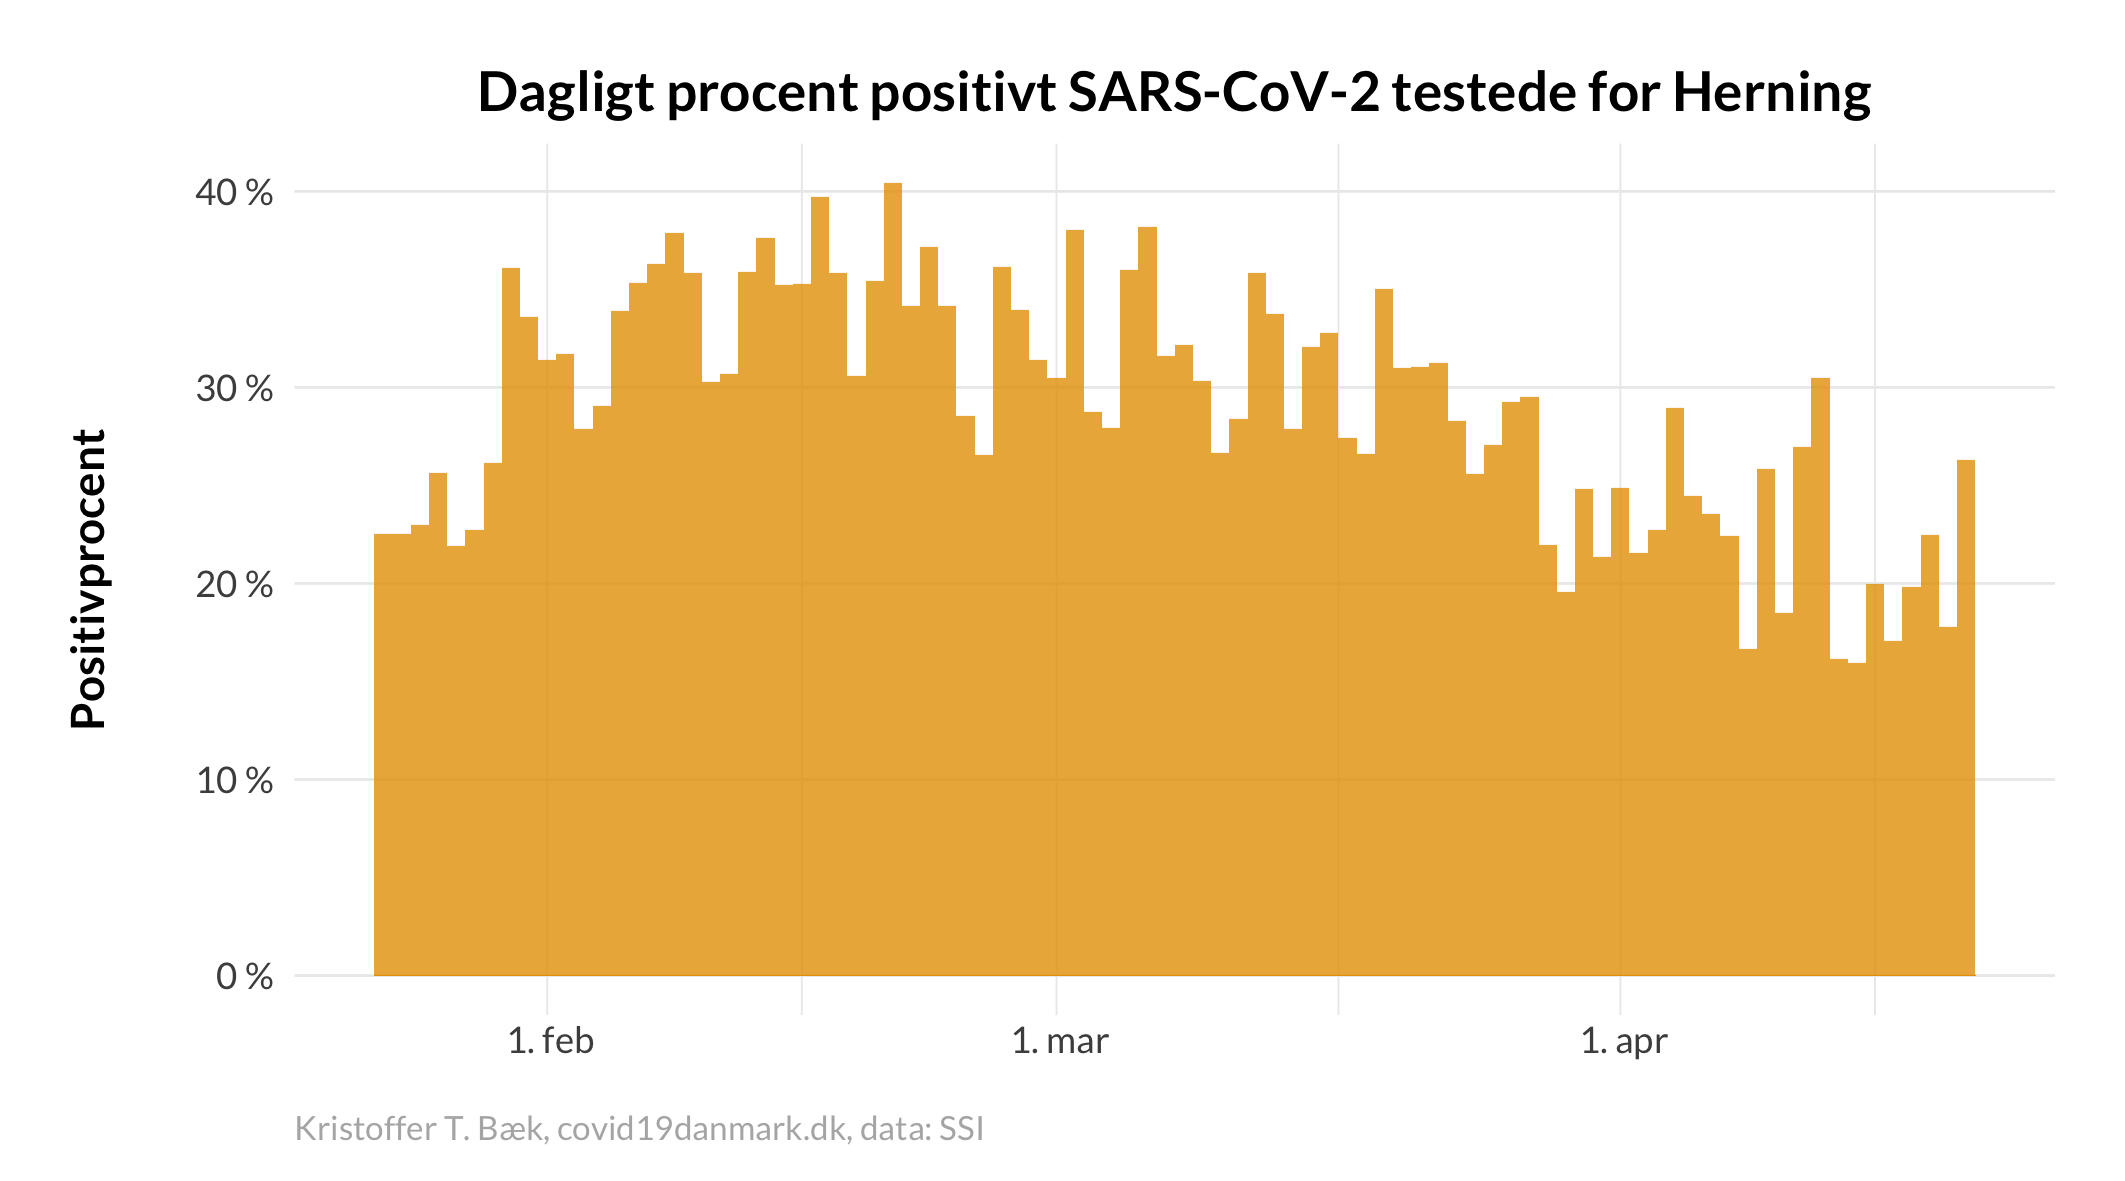 Dagligt procent positivt SARS-CoV-2 testede for Herning
Positivprocent
40 %
30 %
20 %
10 %
0 %
1. feb
1. mar
1. apr
Kristoffer T. Bæk, covid19danmark.dk, data: SSI